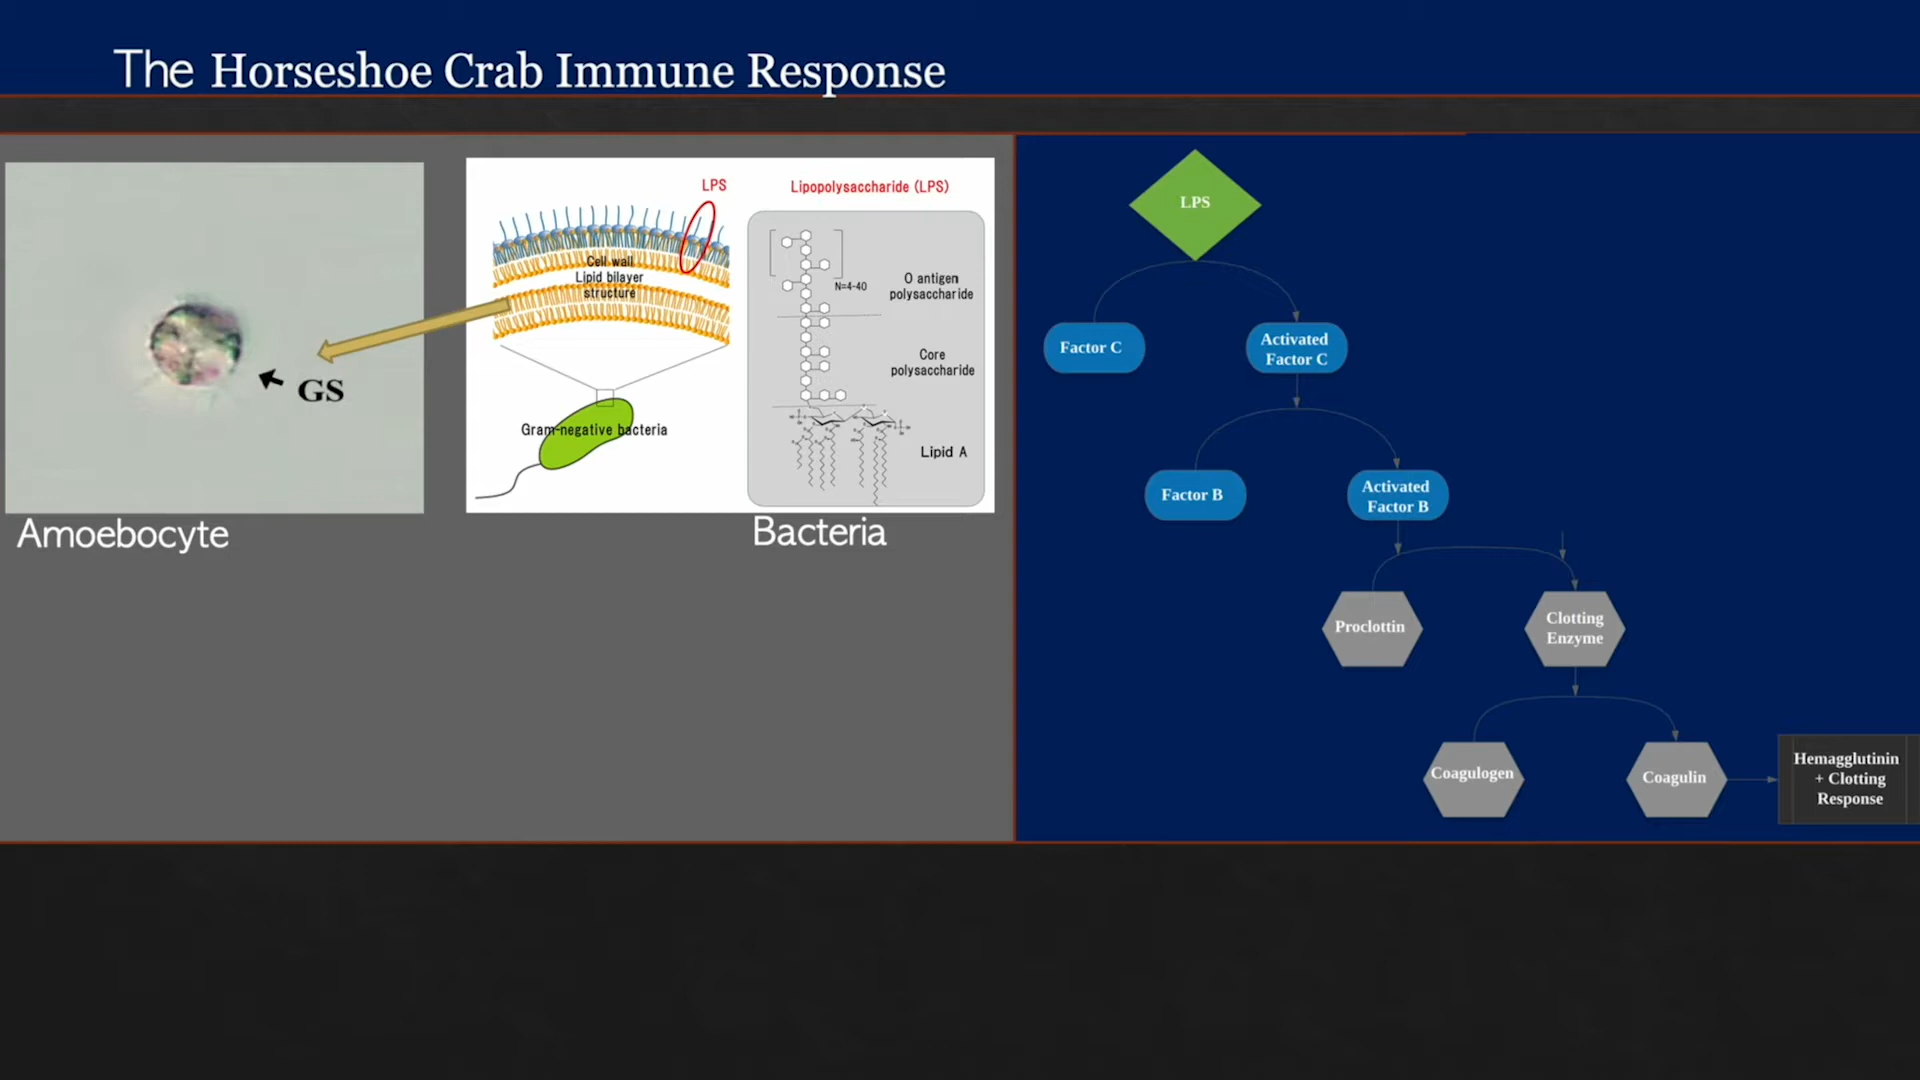 The Horseshoe Crab Immune Response
GS
Amoebocyte
LPS
Cell wall
Lipid bilayer
structure
Gram-negative bacteria
Lipopolysaccharide (LPS)
N=4-40
O antigen
polysaccharide
Core
polysaccharide
Lipid A
Bacteria
LPS
Factor C
Activated
Factor C
Factor B
Activated
Factor B
Proclottin
Clotting
Enzyme
Coagulogen
Coagulin
Hemagglutinin
+ Clotting
Response